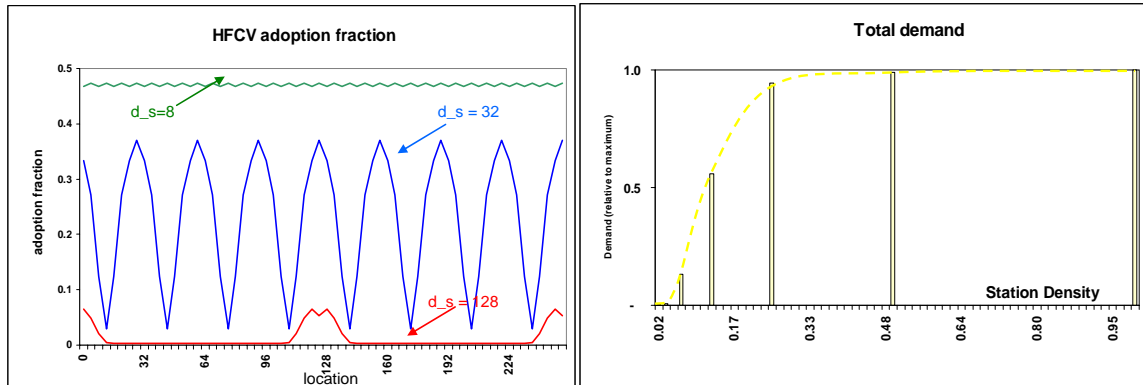 HFCV adoption fraction
0.5
0.4
0.3
0.2
0.1
0
adoption fraction
d_s=8
d_s = 32
d_s = 128
0 32 64 96 128 160 192 224
location
Total demand
1.0
0.5
-
Demand (relative to maximum)
Station Density
0.02 0.17 0.33 0.48 0.64 0.80 0.95